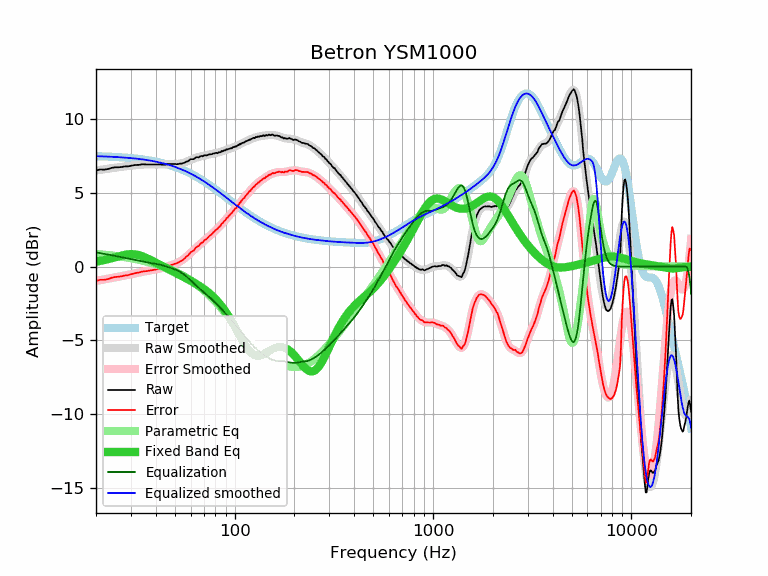 Betron YSM1000
Amplitude (dBr)
10
5
0
−5
−10
−15
Target
Raw Smoothed
Error Smoothed
Raw
Error
Parametric Eq
Fixed Band Eq
Equalization
Equalized smoothed
100
1000
10000
Frequency (Hz)